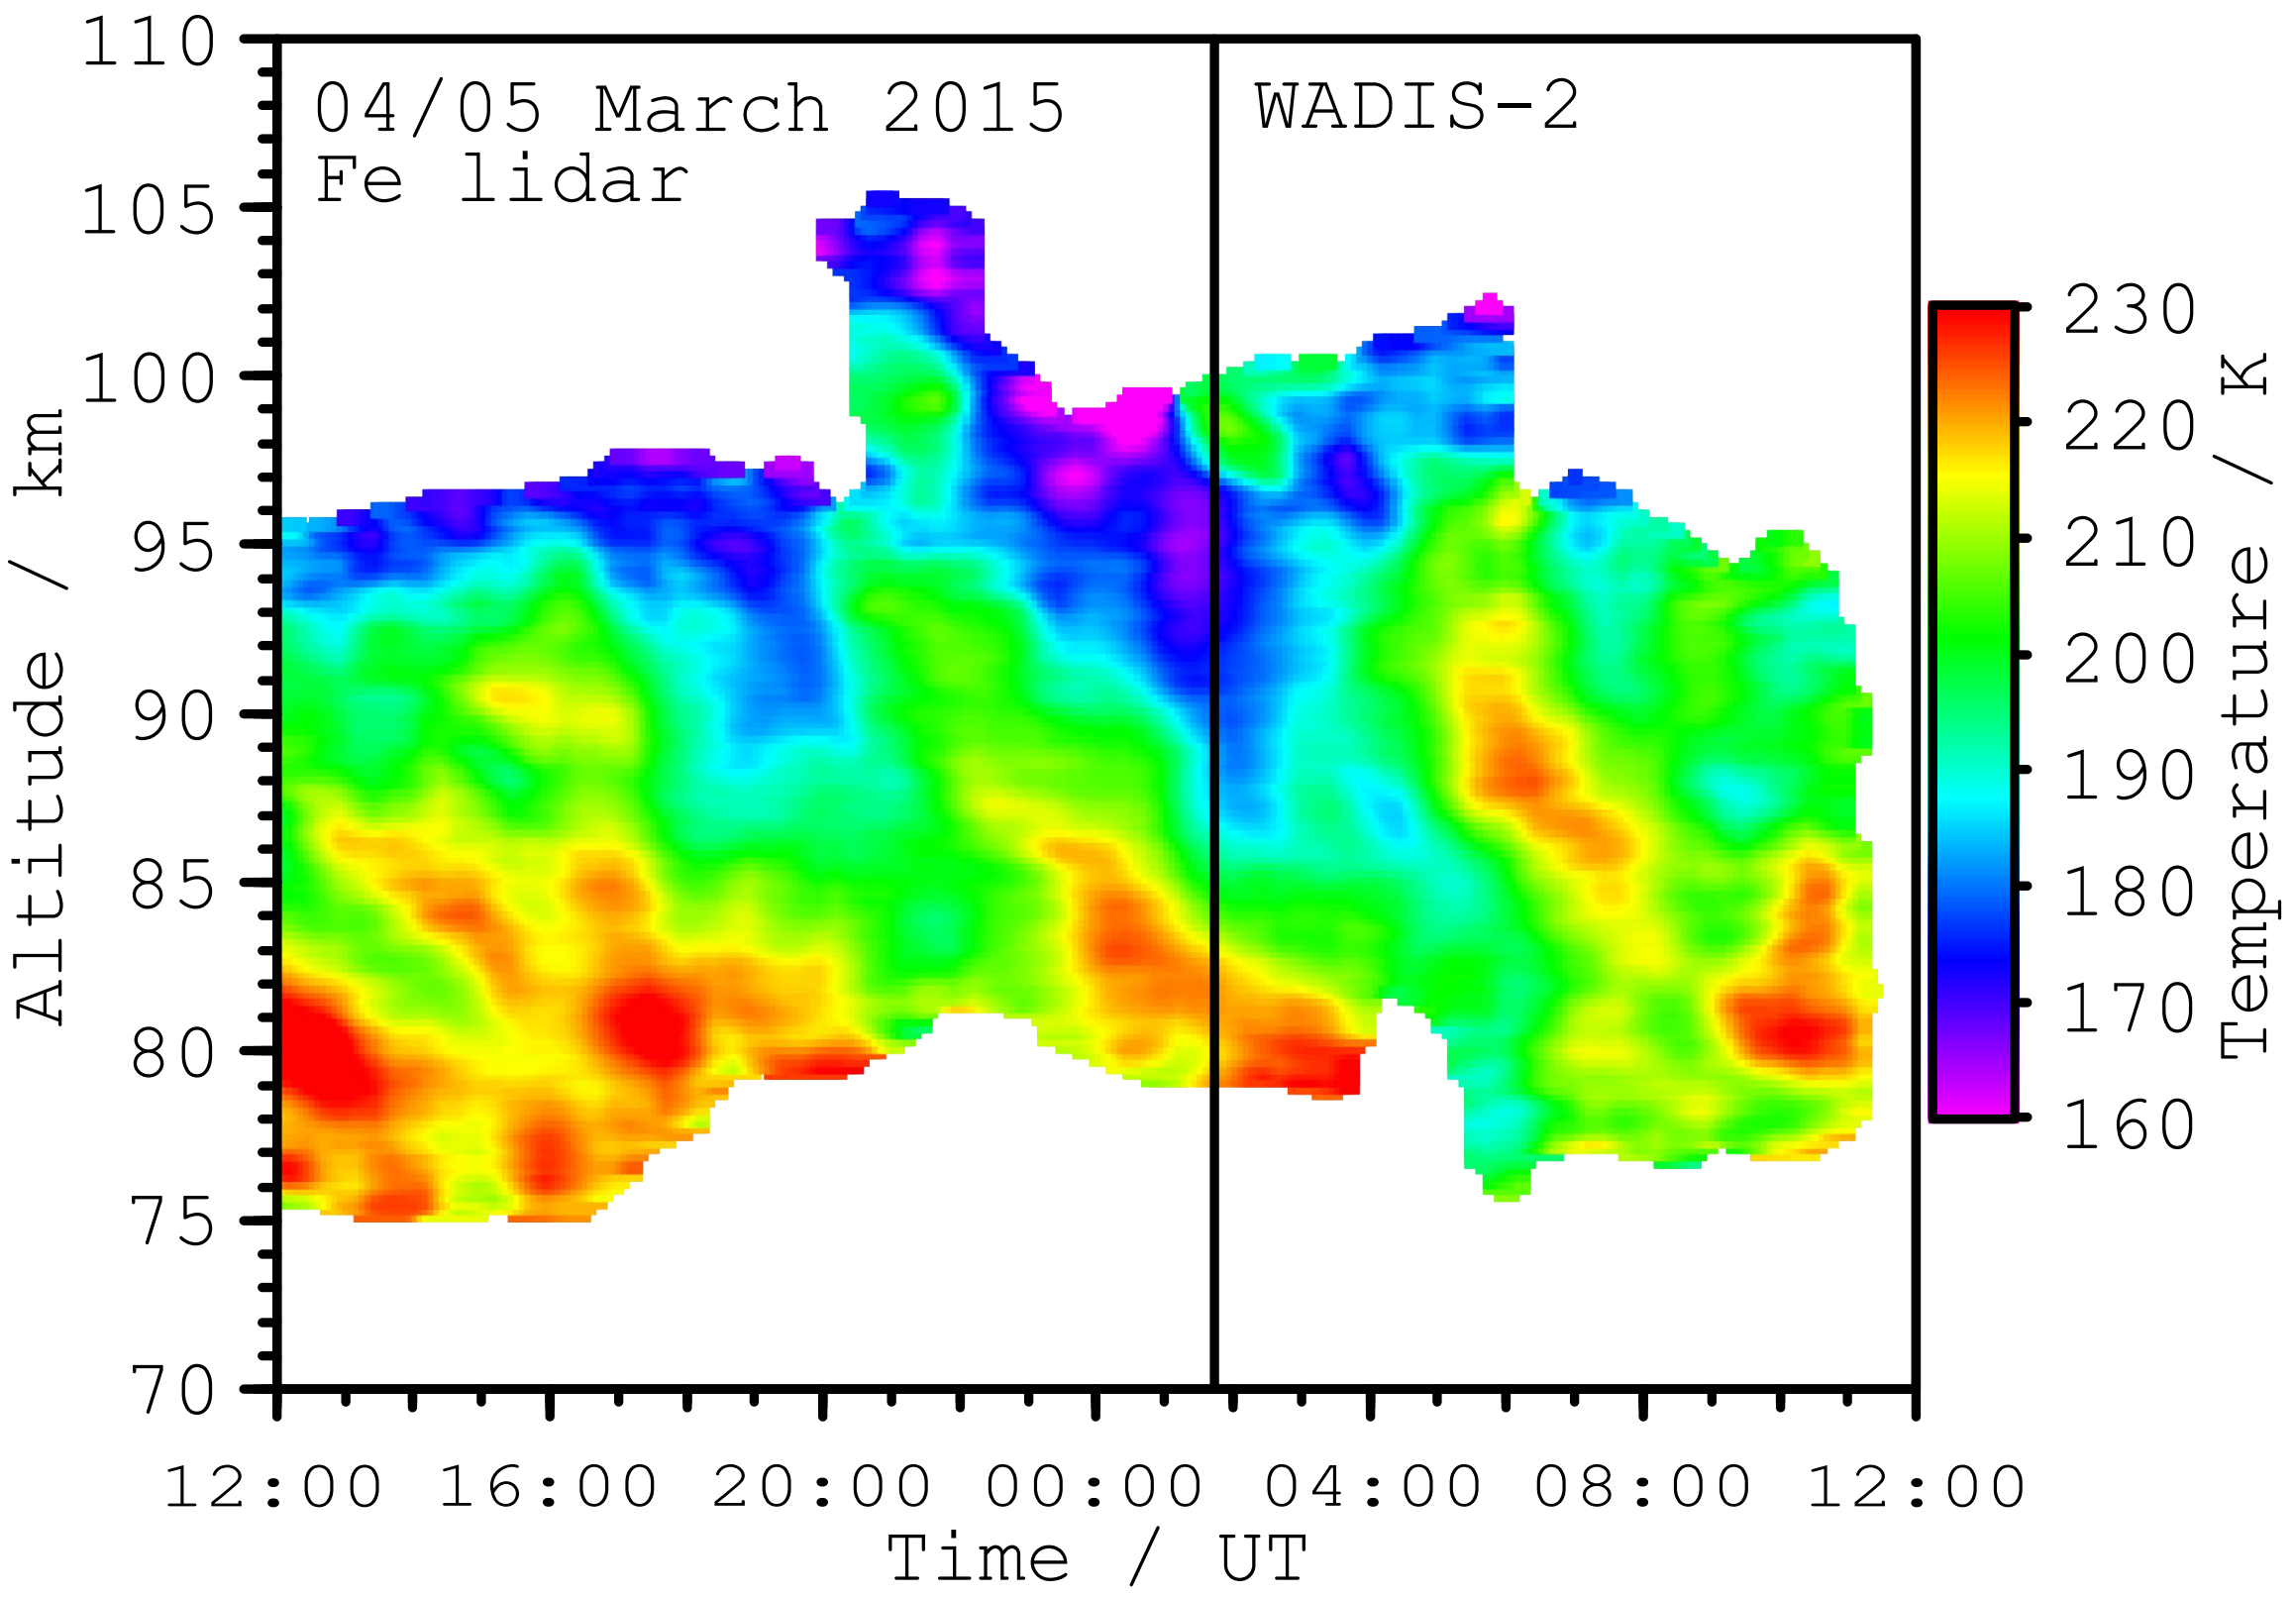 04/05 March 2015
Fe lidar
WADIS-2
110
105
100
95
90
85
80
75
70
Altitude / km
12:00 16:00 20:00 00:00 04:00 08:00 12:00
Time / UT
230
220
210
200
190
180
170
160
Temperature / K